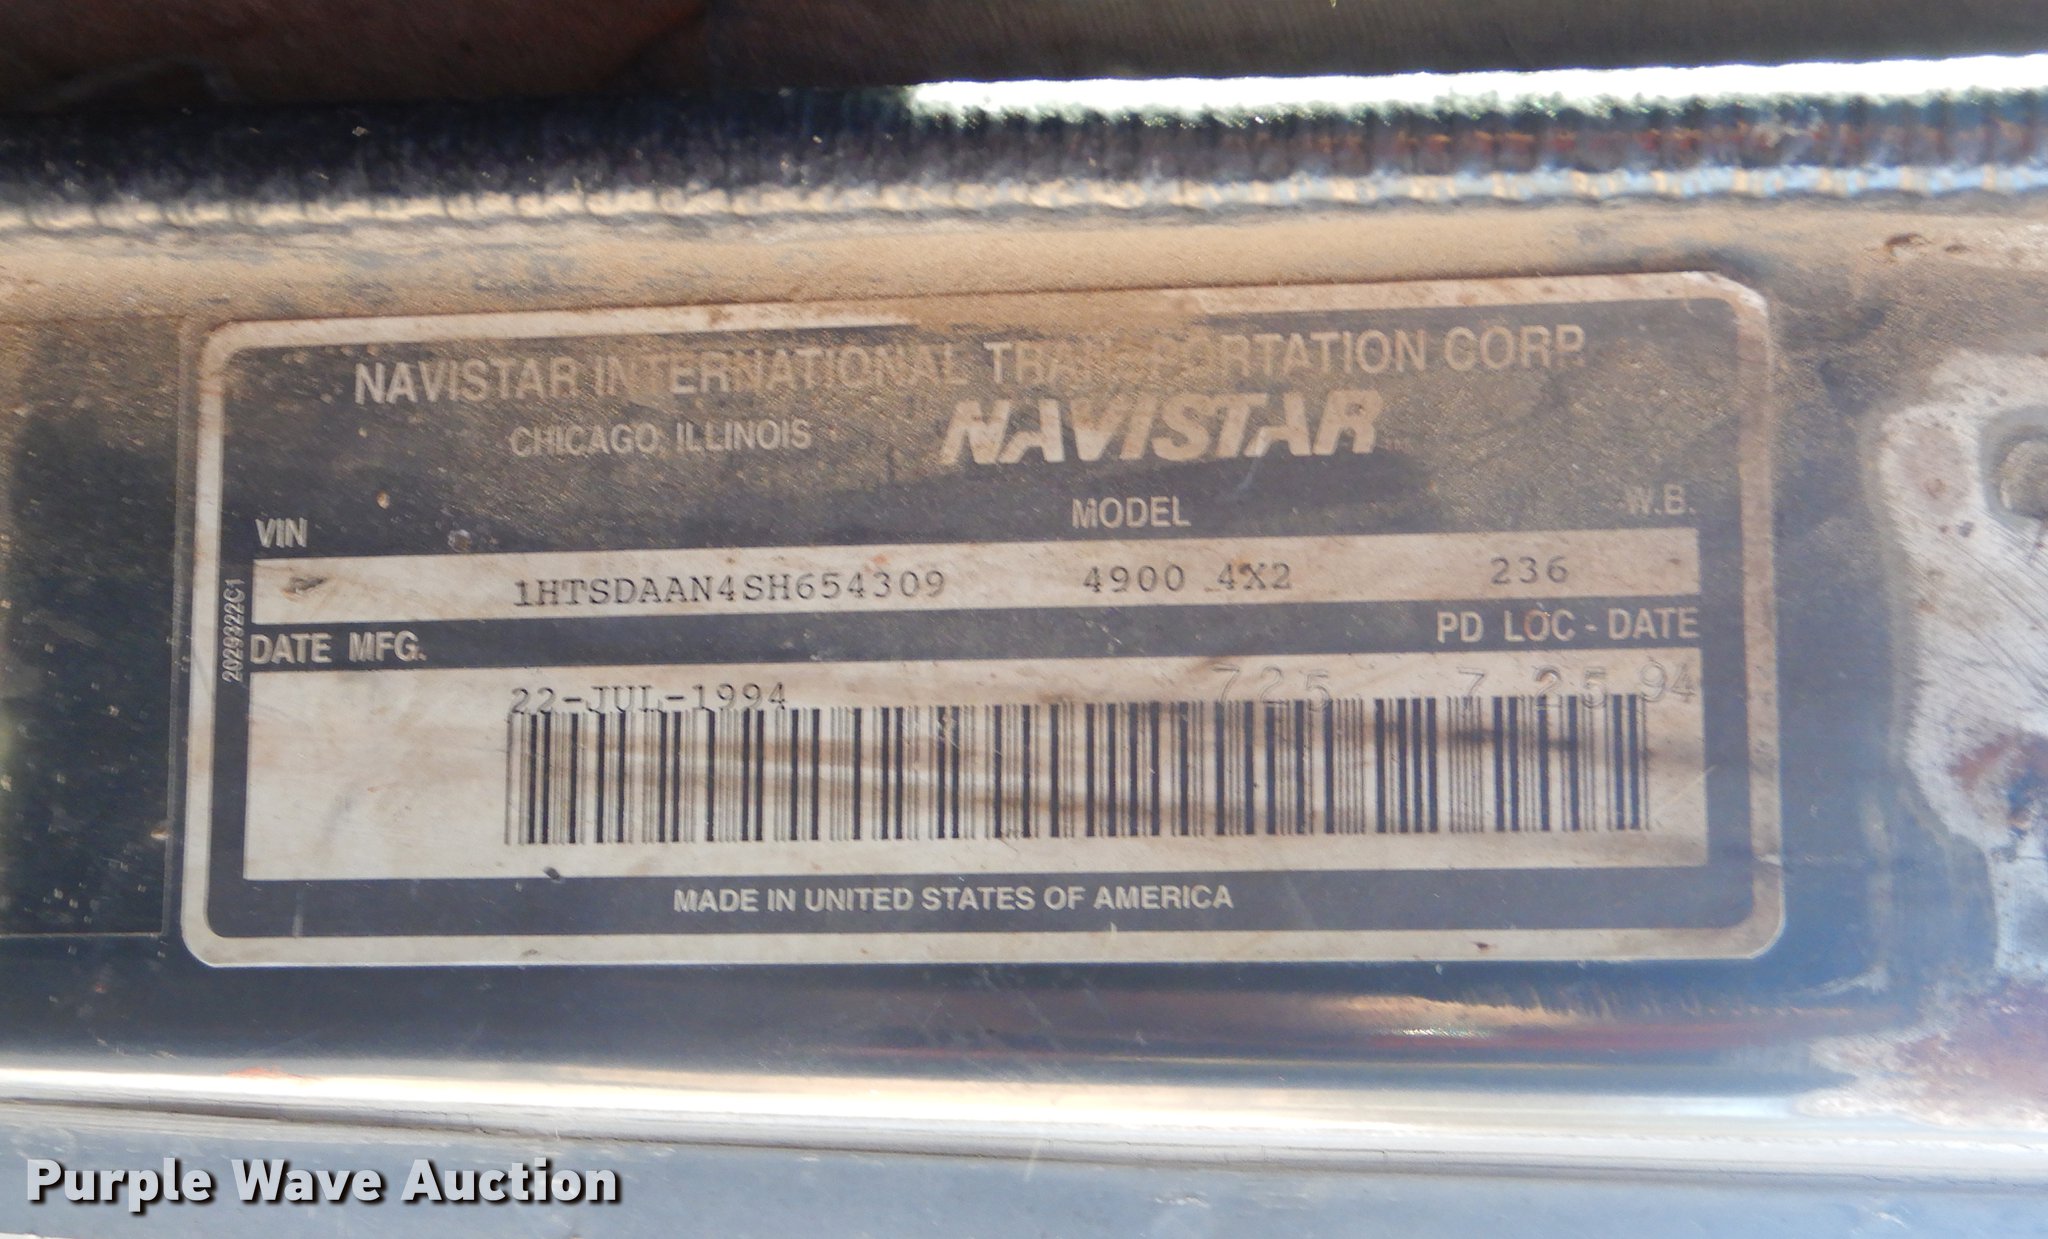 NAVISTAR INTERNATIONAL TRANSPORTATION CORP.
CHICAGO, ILLINOIS NAVISTAR
VIN MODEL W.B.
1HTSDAAN4SH654309 4900 4X2 236
DATE MFG. PD LOC - DATE
22-JUL-1994 725 7 25 94
2029322C1
MADE IN UNITED STATES OF AMERICA
Purple Wave Auction